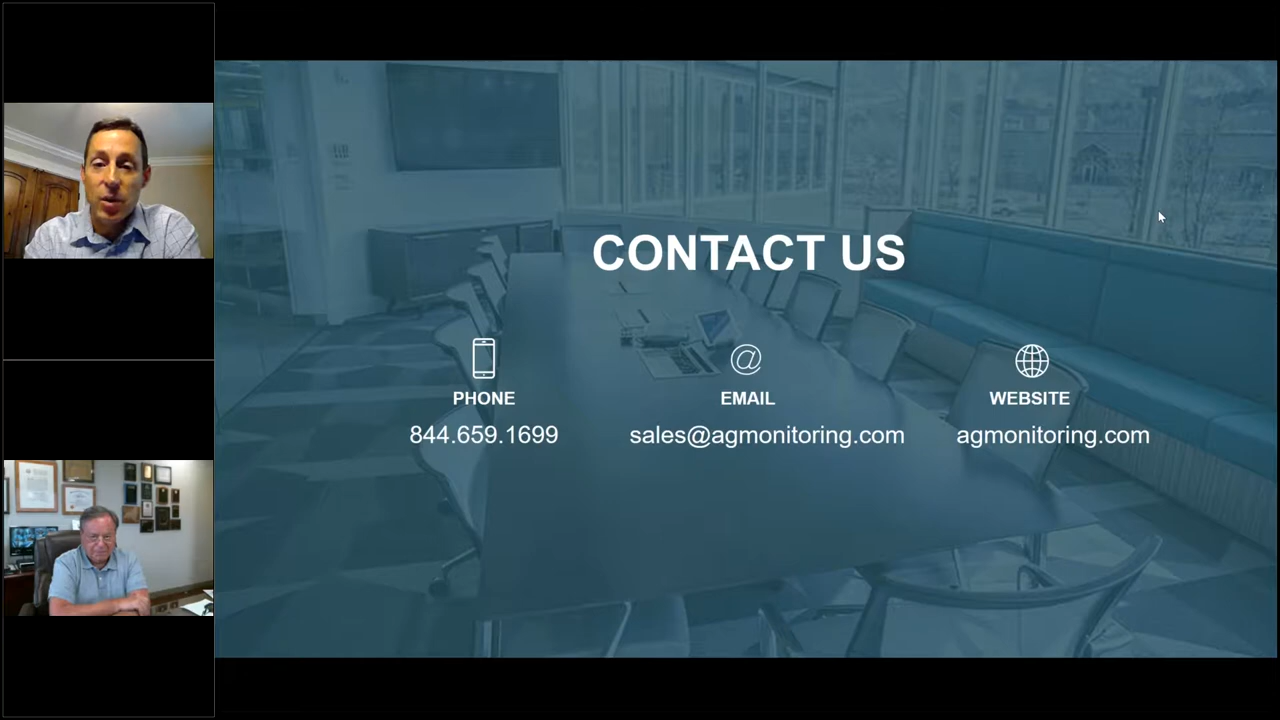 CONTACT US
PHONE
EMAIL
WEBSITE
844.659.1699
sales@agmonitoring.com
agmonitoring.com